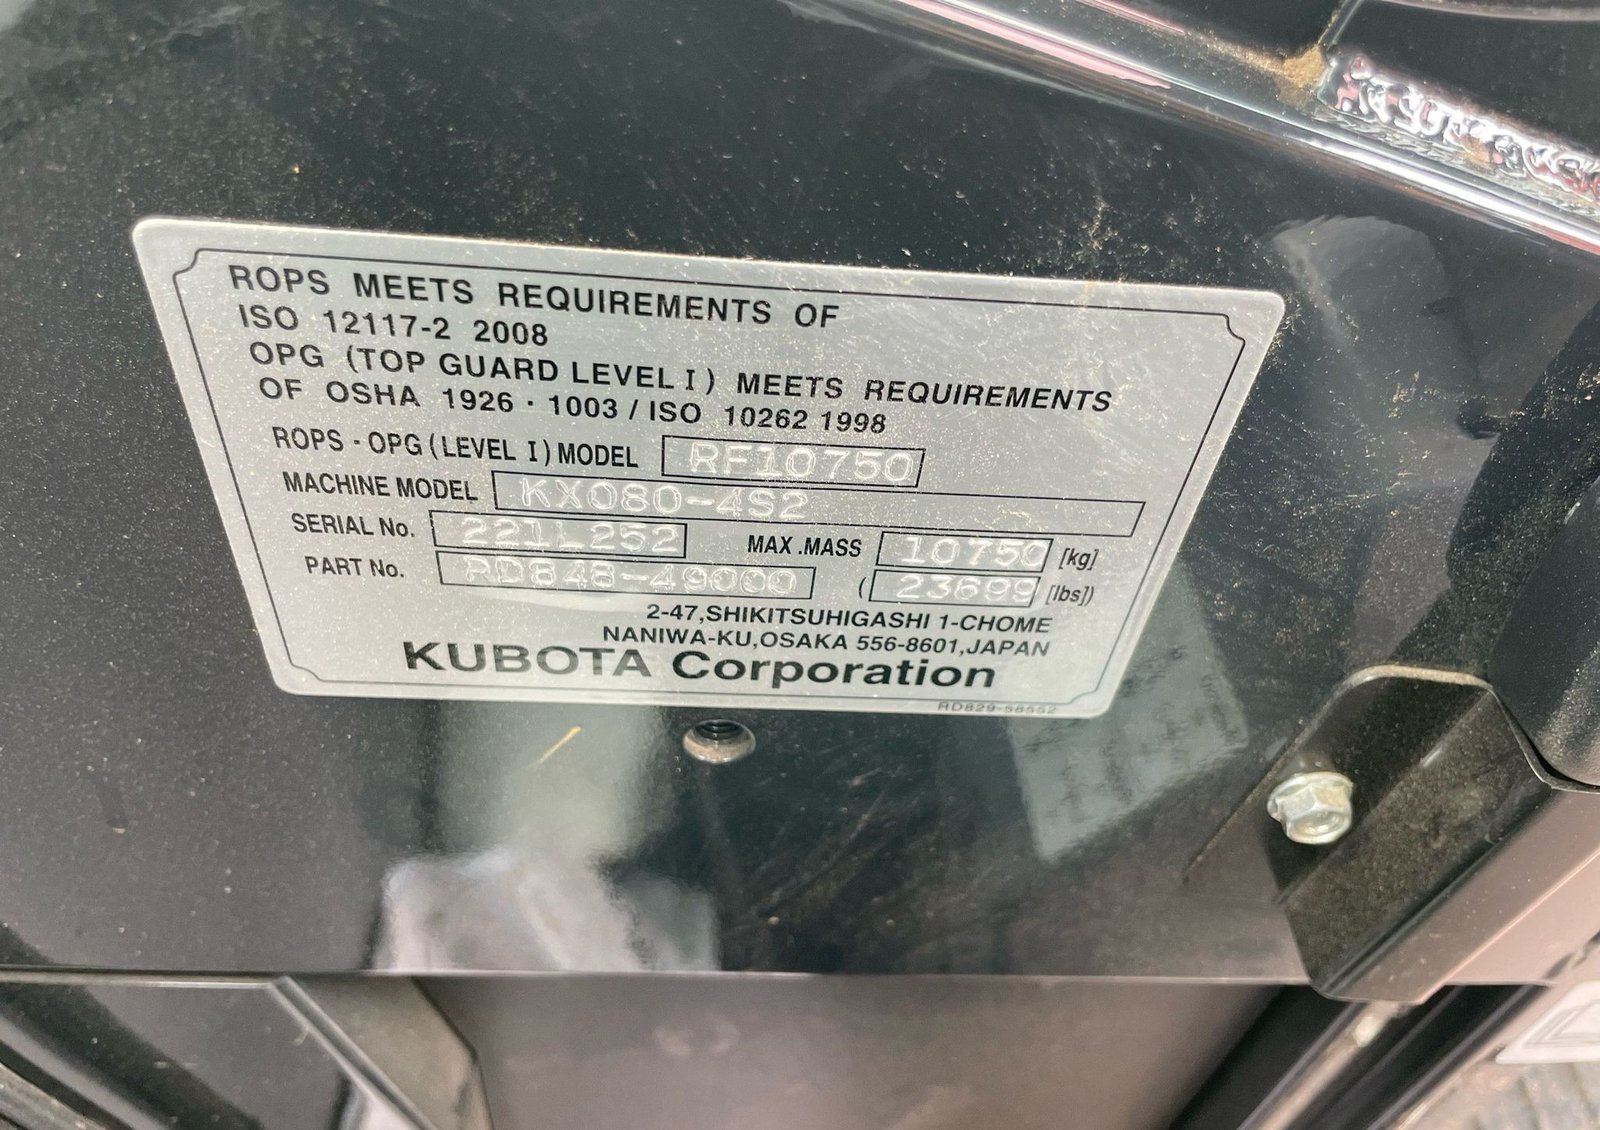 ROPS MEETS REQUIREMENTS OF
ISO 12117-2 2008
OPG (TOP GUARD LEVEL I) MEETS REQUIREMENTS
OF OSHA 1926·1003 / ISO 10262 1998
ROPS·OPG (LEVEL I) MODEL RF10750
MACHINE MODEL KX080-4S2
SERIAL No. 221L252 MAX.MASS 10750 [kg]
PART No. RD848-49000 (23699 [lbs])
2-47,SHIKITSUHIGASHI 1-CHOME
NANIWA-KU,OSAKA 556-8601,JAPAN
KUBOTA Corporation
RD829-58552